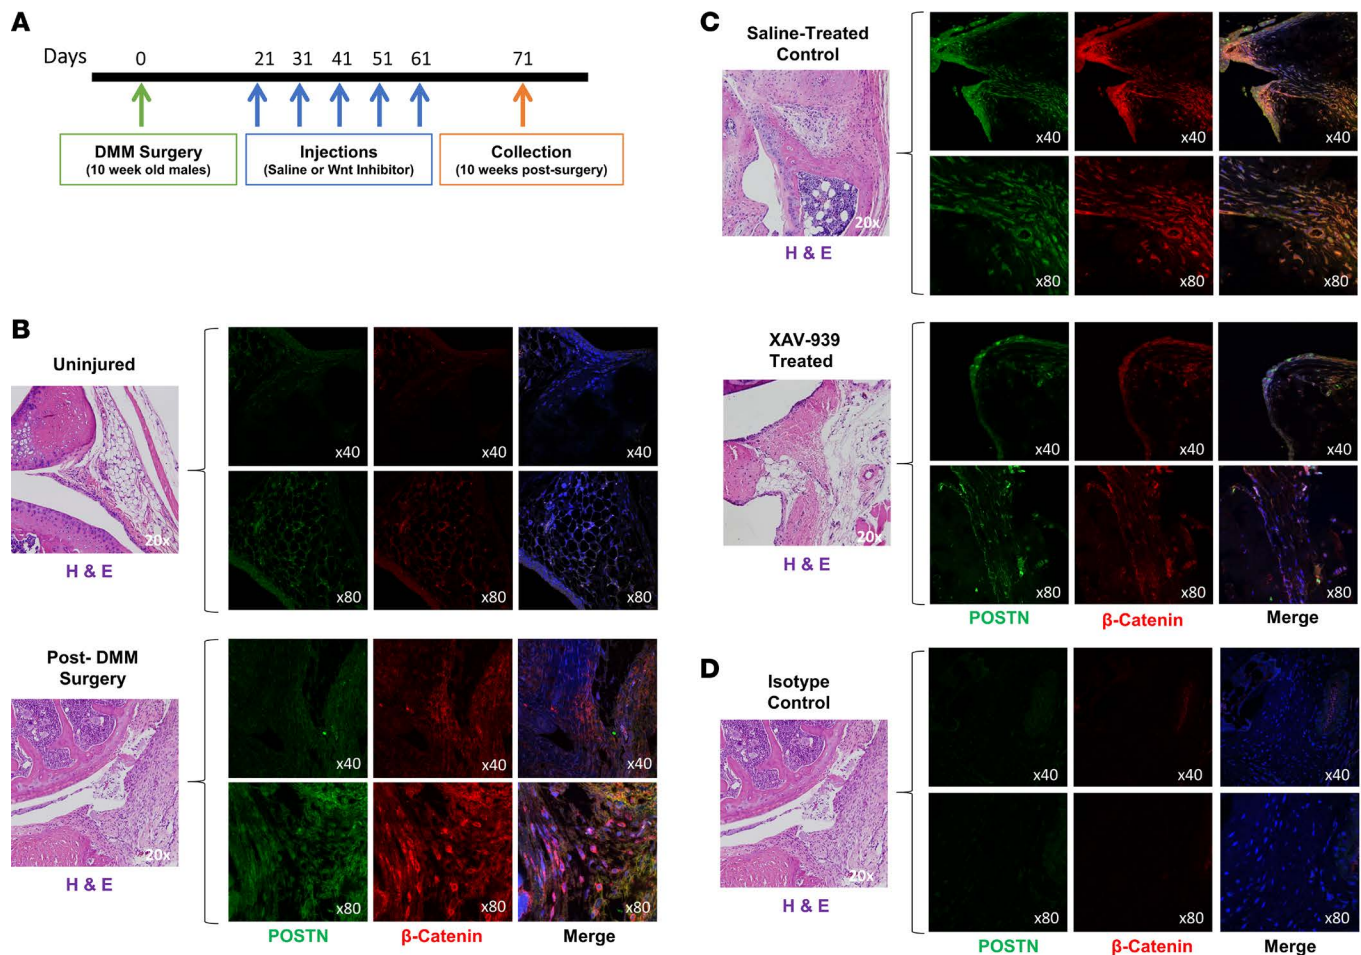 A
Days 0 21 31 41 51 61 71
DMM Surgery
(10 week old males)
Injections
(Saline or Wnt Inhibitor)
Collection
(10 weeks post-surgery)
B
Uninjured
20x
H & E
x40
x40
x40
x80
x80
x80
Post- DMM
Surgery
20x
H & E
x40
x40
x40
x80
x80
x80
POSTN
β-Catenin
Merge
C
Saline-Treated
Control
20x
H & E
x40
x40
x40
x80
x80
x80
XAV-939
Treated
20x
H & E
x40
x40
x40
x80
x80
x80
POSTN
β-Catenin
Merge
D
Isotype
Control
20x
H & E
x40
x40
x40
x80
x80
x80
POSTN
β-Catenin
Merge